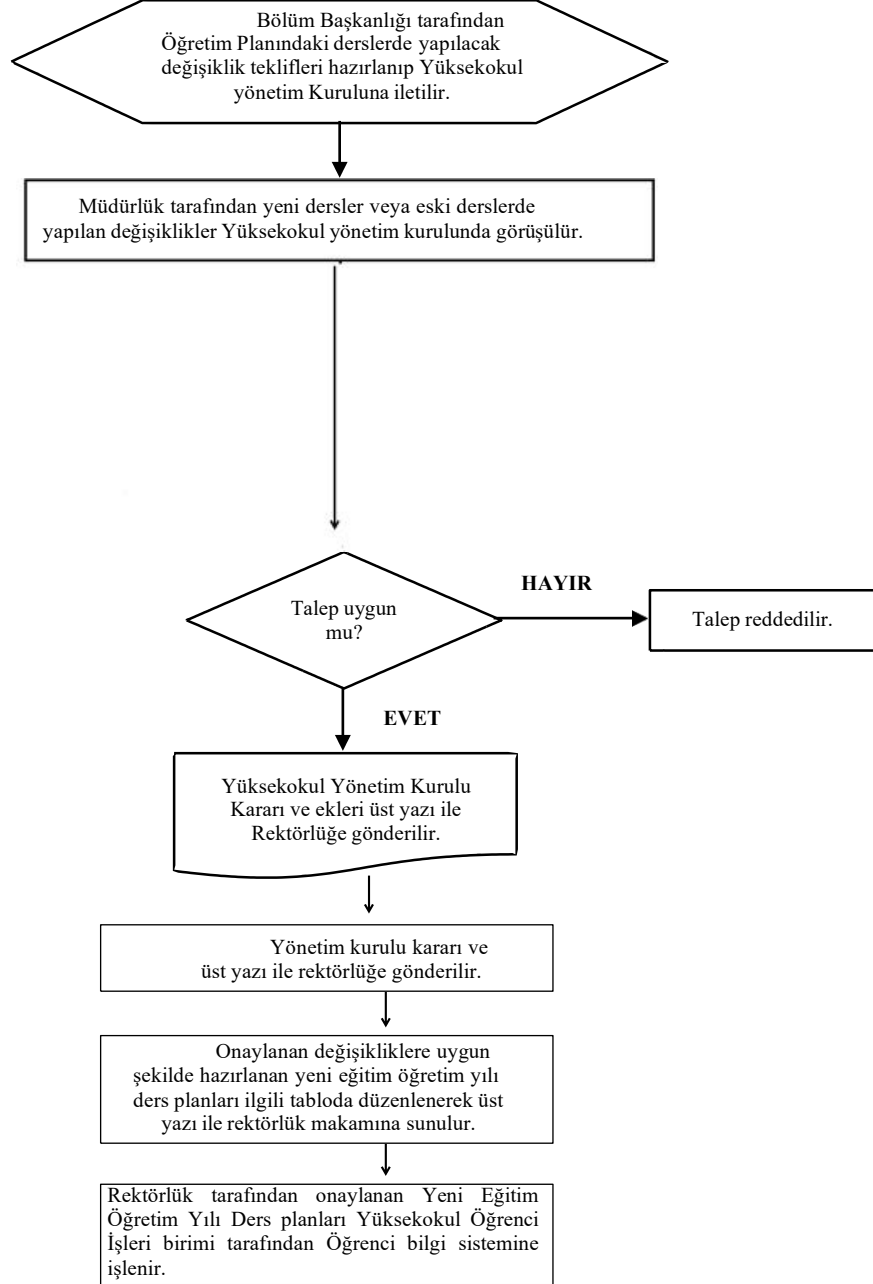 Bölüm Başkanlığı tarafından
Öğretim Planındaki derslerde yapılacak
değişiklik teklifleri hazırlanıp Yüksekokul
yönetim Kuruluna iletilir.
Müdürlük tarafından yeni dersler veya eski derslerde
yapılan değişiklikler Yüksekokul yönetim kurulunda görüşülür.
Talep uygun
mu?
HAYIR
Talep reddedilir.
EVET
Yüksekokul Yönetim Kurulu
Kararı ve ekleri üst yazı ile
Rektörlüğe gönderilir.
Yönetim kurulu kararı ve
üst yazı ile rektörlüğe gönderilir.
Onaylanan değişikliklere uygun
şekilde hazırlanan yeni eğitim öğretim yılı
ders planları ilgili tabloda düzenlenerek üst
yazı ile rektörlük makamına sunulur.
Rektörlük tarafından onaylanan Yeni Eğitim
Öğretim Yılı Ders planları Yüksekokul Öğrenci
İşleri birimi tarafından Öğrenci bilgi sistemine
işlenir.